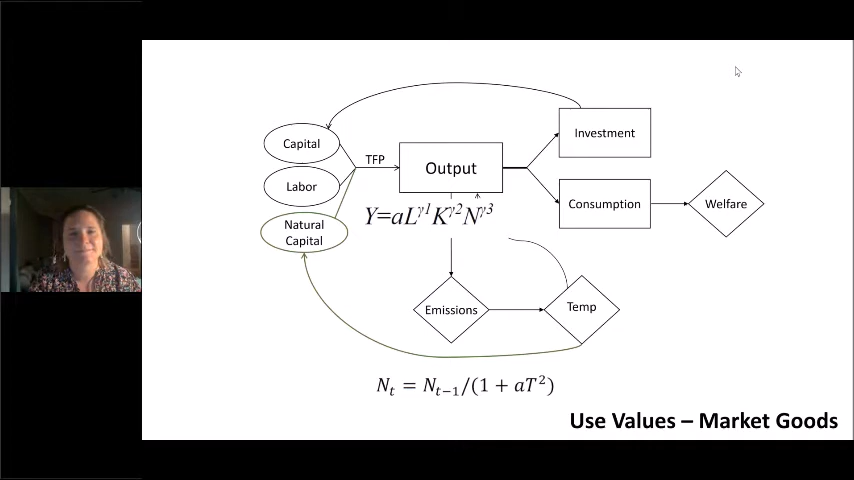 Investment
Capital
TFP
Output
Labor
Consumption
Welfare
Natural
Capital
Y=aL^γ1K^γ2N^γ3
Emissions
Temp
N_t = N_{t−1}/(1 + aT^2)
Use Values – Market Goods